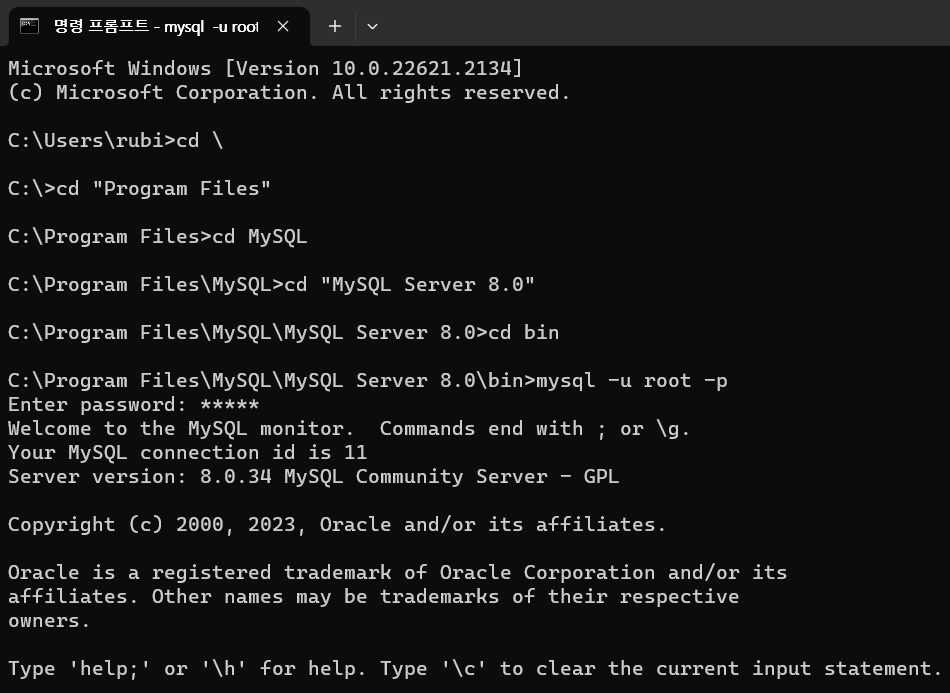 명령 프롬프트 - mysql -u root
Microsoft Windows [Version 10.0.22621.2134]
(c) Microsoft Corporation. All rights reserved.
C:\Users\rubi>cd \
C:\>cd "Program Files"
C:\Program Files>cd MySQL
C:\Program Files\MySQL>cd "MySQL Server 8.0"
C:\Program Files\MySQL\MySQL Server 8.0>cd bin
C:\Program Files\MySQL\MySQL Server 8.0\bin>mysql -u root -p
Enter password: *****
Welcome to the MySQL monitor.  Commands end with ; or \g.
Your MySQL connection id is 11
Server version: 8.0.34 MySQL Community Server - GPL
Copyright (c) 2000, 2023, Oracle and/or its affiliates.
Oracle is a registered trademark of Oracle Corporation and/or its
affiliates. Other names may be trademarks of their respective
owners.
Type 'help;' or '\h' for help. Type '\c' to clear the current input statement.